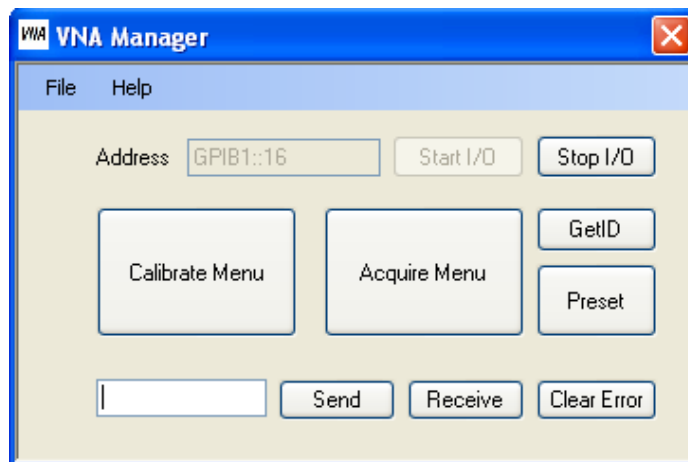 VNA VNA Manager
File Help
Address GPIB1::16 Start I/O Stop I/O
GetID
Calibrate Menu Acquire Menu
Preset
Send Receive Clear Error